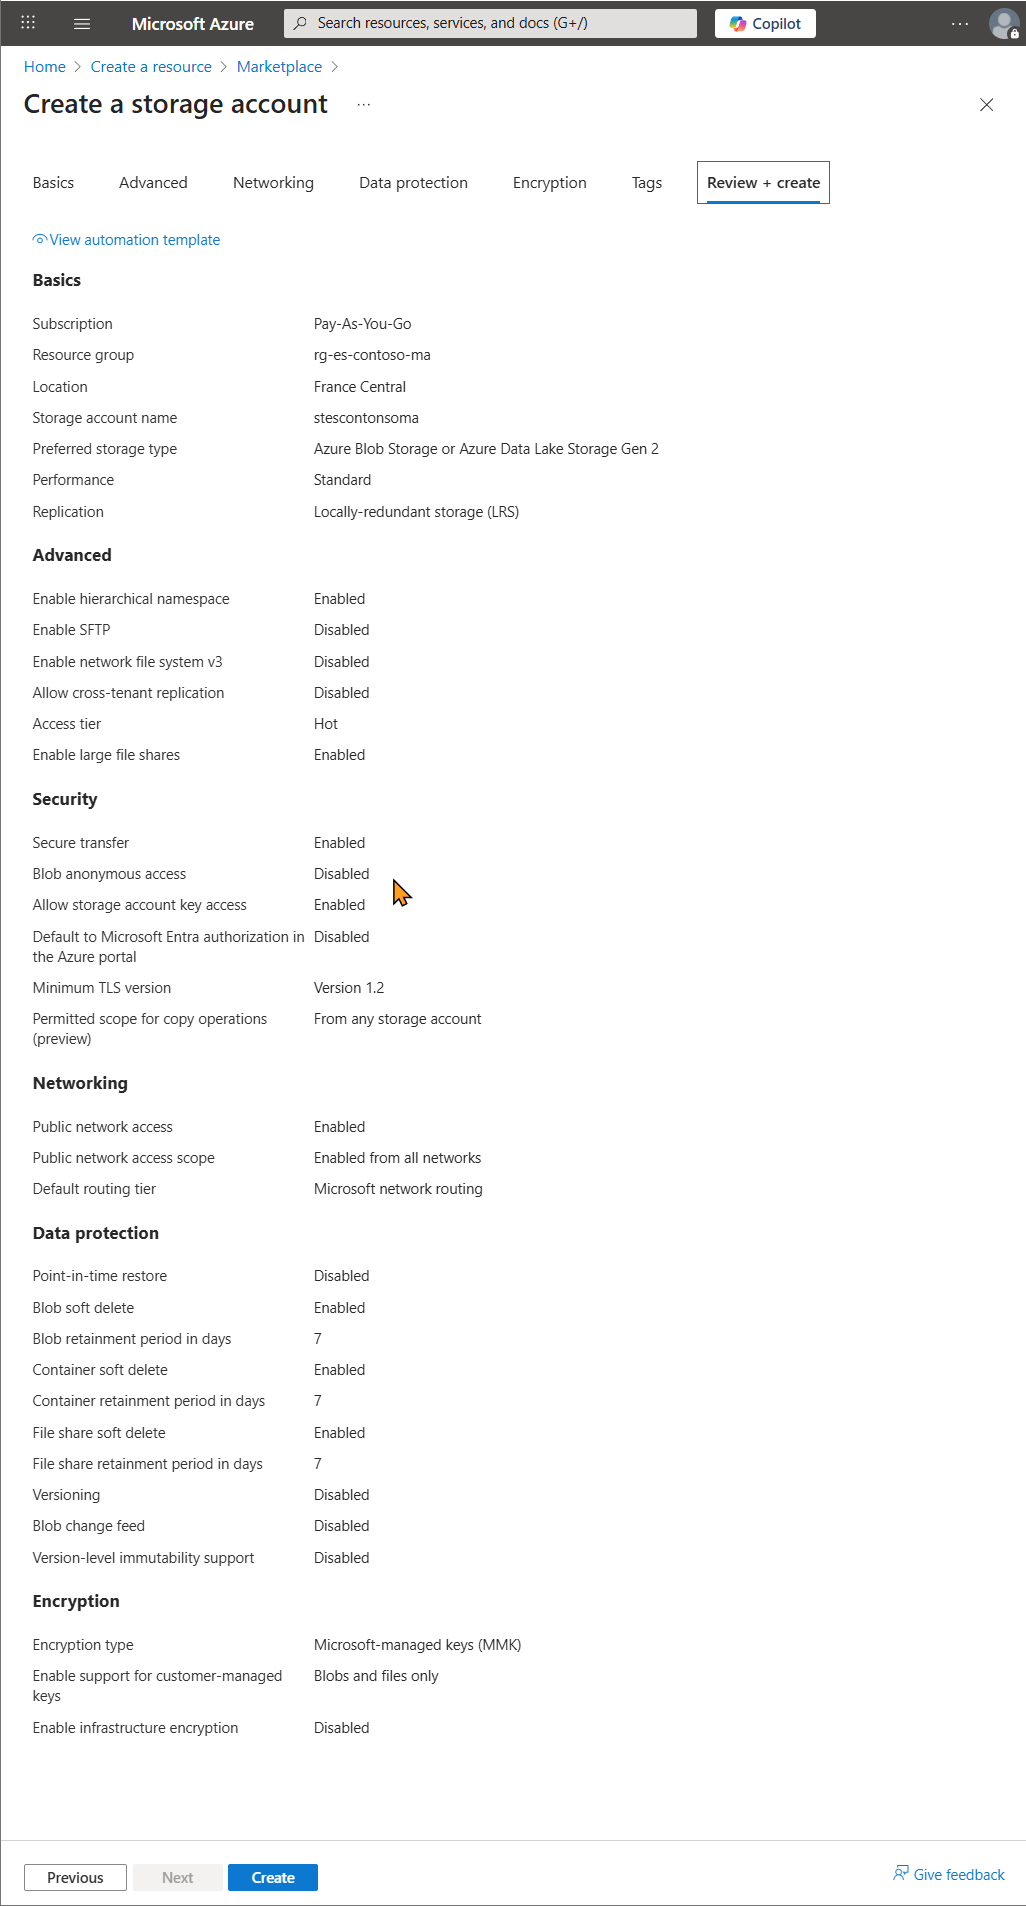 Microsoft Azure
Search resources, services, and docs (G+/)
Copilot
...
Home > Create a resource > Marketplace >
Create a storage account ...
Basics Advanced Networking Data protection Encryption Tags Review + create
View automation template
Basics
Subscription Pay-As-You-Go
Resource group rg-es-contoso-ma
Location France Central
Storage account name stescontonsoma
Preferred storage type Azure Blob Storage or Azure Data Lake Storage Gen 2
Performance Standard
Replication Locally-redundant storage (LRS)
Advanced
Enable hierarchical namespace Enabled
Enable SFTP Disabled
Enable network file system v3 Disabled
Allow cross-tenant replication Disabled
Access tier Hot
Enable large file shares Enabled
Security
Secure transfer Enabled
Blob anonymous access Disabled
Allow storage account key access Enabled
Default to Microsoft Entra authorization in Disabled
the Azure portal
Minimum TLS version Version 1.2
Permitted scope for copy operations From any storage account
(preview)
Networking
Public network access Enabled
Public network access scope Enabled from all networks
Default routing tier Microsoft network routing
Data protection
Point-in-time restore Disabled
Blob soft delete Enabled
Blob retainment period in days 7
Container soft delete Enabled
Container retainment period in days 7
File share soft delete Enabled
File share retainment period in days 7
Versioning Disabled
Blob change feed Disabled
Version-level immutability support Disabled
Encryption
Encryption type Microsoft-managed keys (MMK)
Enable support for customer-managed Blobs and files only
keys
Enable infrastructure encryption Disabled
Previous Next Create Give feedback